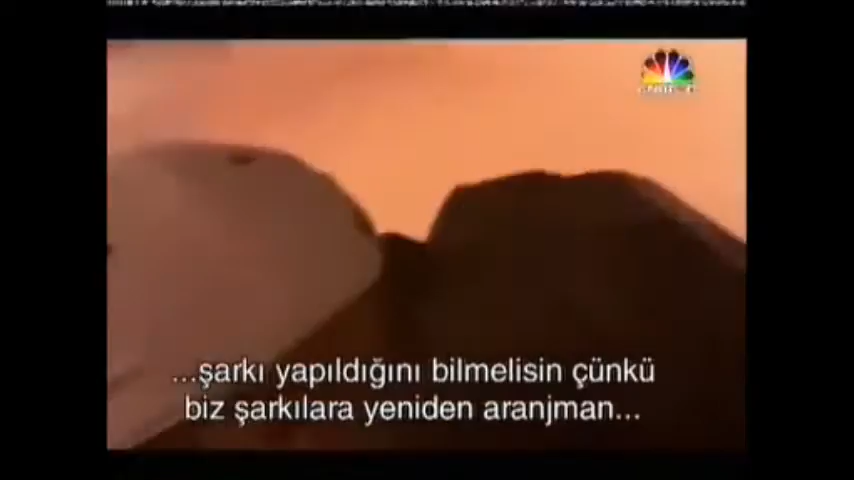 ...şarkı yapıldığını bilmelisin çünkü
biz şarkılara yeniden aranjman...